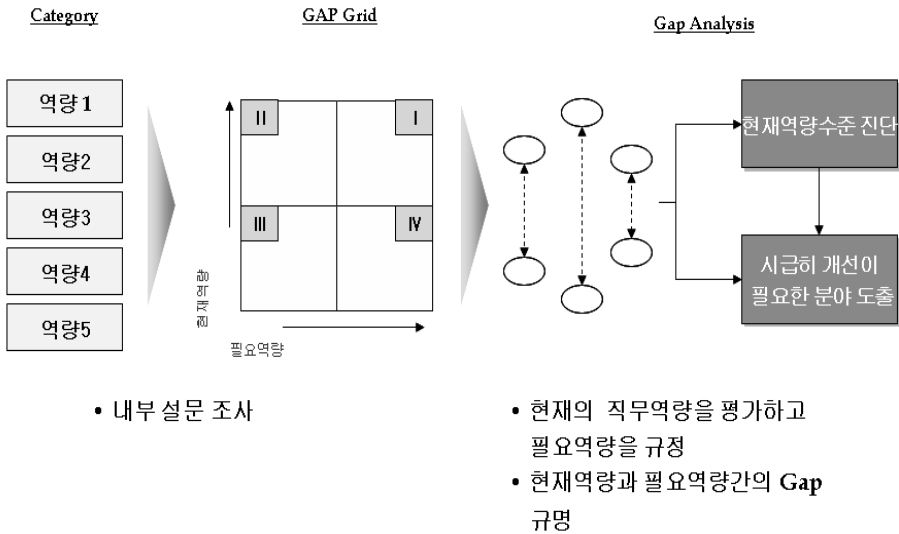 Category
GAP Grid
Gap Analysis
역량 1
역량2
역량3
역량4
역량5
II
I
III
IV
현재역량
필요역량
현재역량수준 진단
시급히 개선이
필요한 분야 도출
• 내부 설문 조사
• 현재의 직무역량을 평가하고
필요역량을 규정
• 현재역량과 필요역량간의 Gap
규명